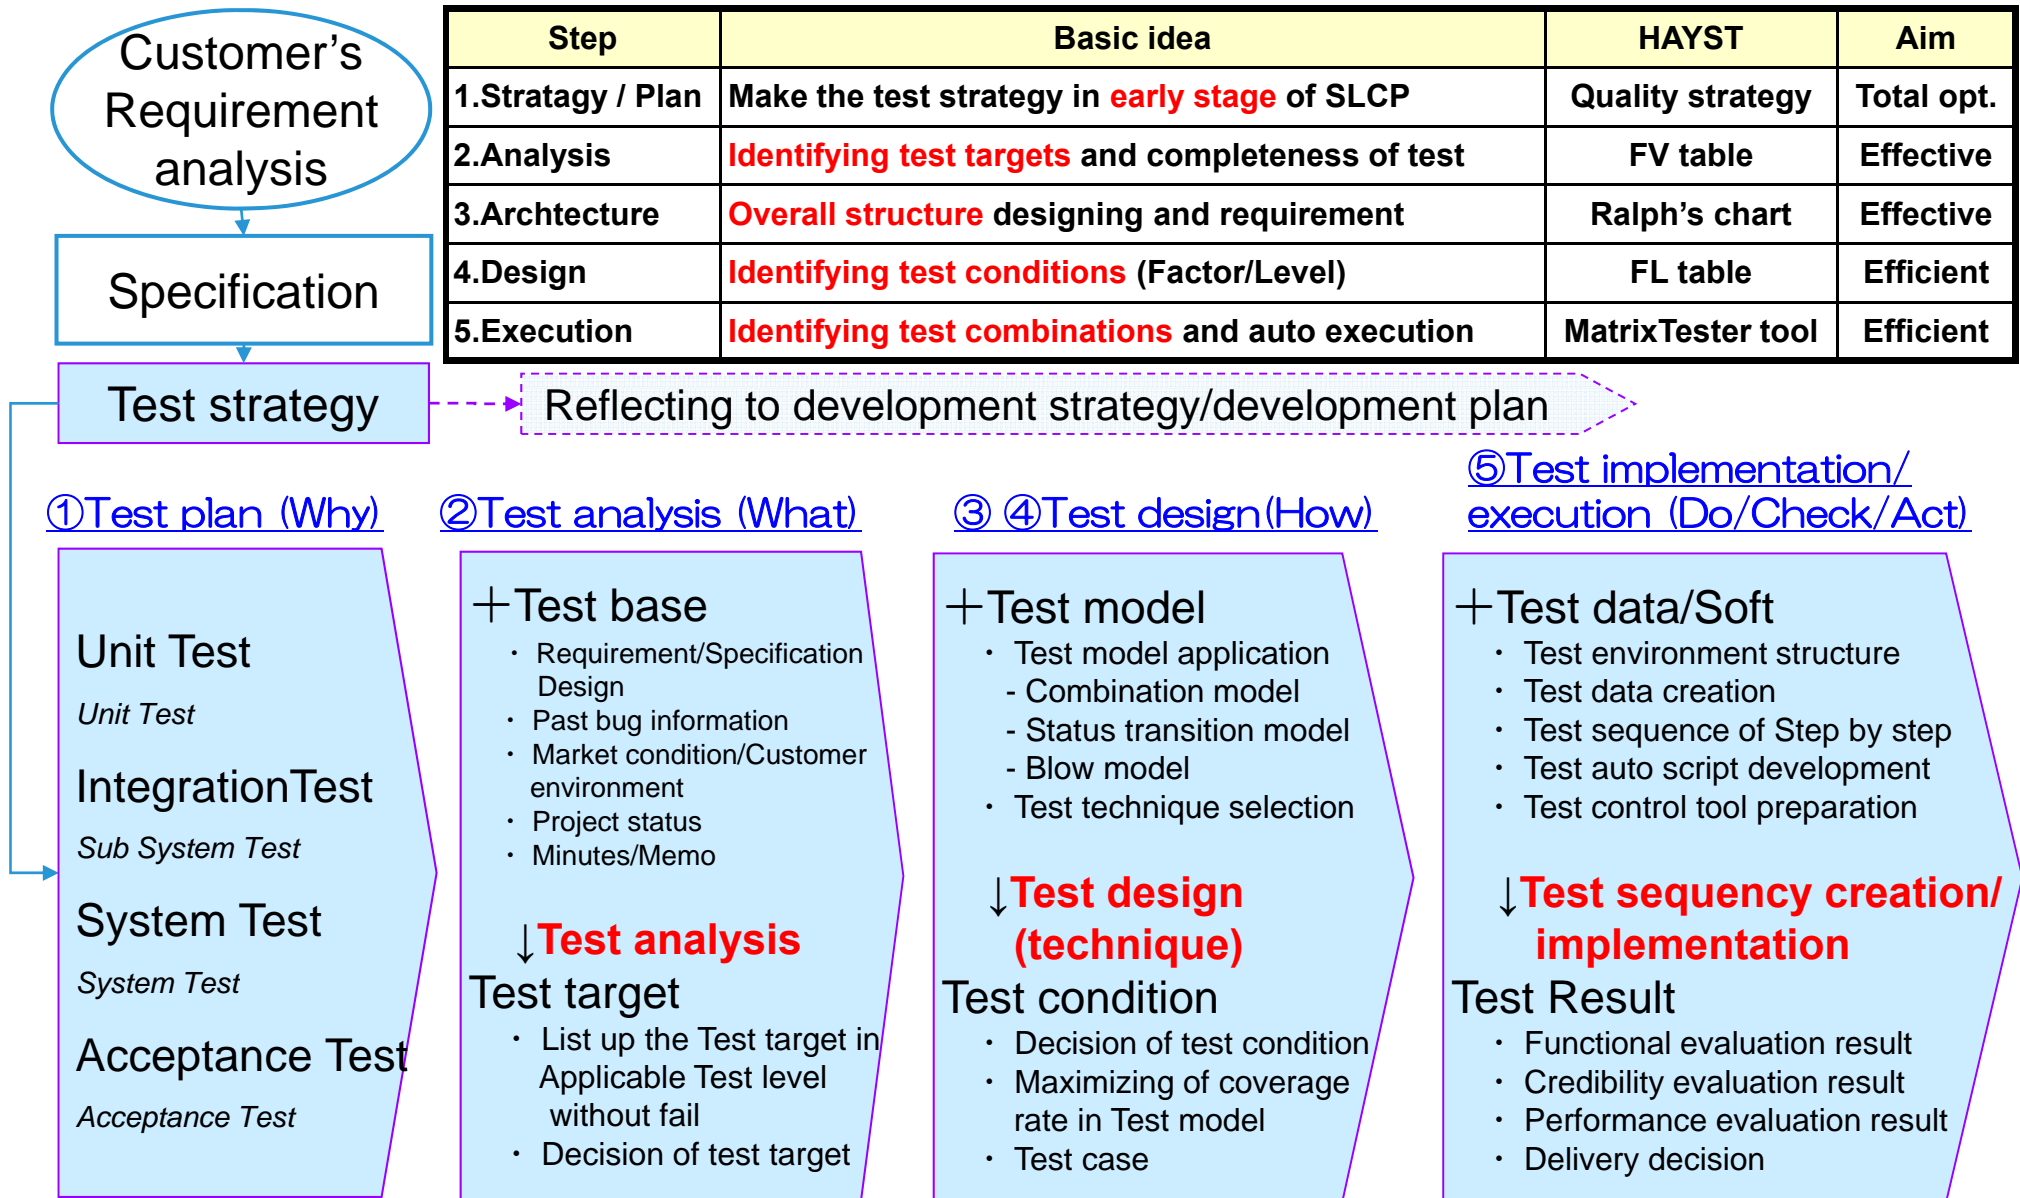 Customer's
Requirement
analysis
Specification
Test strategy
Step Basic idea HAYST Aim
1.Stratagy / Plan Make the test strategy in early stage of SLCP Quality strategy Total opt.
2.Analysis Identifying test targets and completeness of test FV table Effective
3.Archtecture Overall structure designing and requirement Ralph's chart Effective
4.Design Identifying test conditions (Factor/Level) FL table Efficient
5.Execution Identifying test combinations and auto execution MatrixTester tool Efficient
Reflecting to development strategy/development plan
①Test plan (Why)
Unit Test
Unit Test
IntegrationTest
Sub System Test
System Test
System Test
Acceptance Test
Acceptance Test
②Test analysis (What)
＋Test base
・ Requirement/Specification
Design
・ Past bug information
・ Market condition/Customer
environment
・ Project status
・ Minutes/Memo
↓Test analysis
Test target
・ List up the Test target in
Applicable Test level
without fail
・ Decision of test target
③ ④Test design(How)
＋Test model
・ Test model application
- Combination model
- Status transition model
- Blow model
・ Test technique selection
↓Test design
(technique)
Test condition
・ Decision of test condition
・ Maximizing of coverage
rate in Test model
・ Test case
⑤Test implementation/
execution (Do/Check/Act)
＋Test data/Soft
・ Test environment structure
・ Test data creation
・ Test sequence of Step by step
・ Test auto script development
・ Test control tool preparation
↓Test sequency creation/
implementation
Test Result
・ Functional evaluation result
・ Credibility evaluation result
・ Performance evaluation result
・ Delivery decision